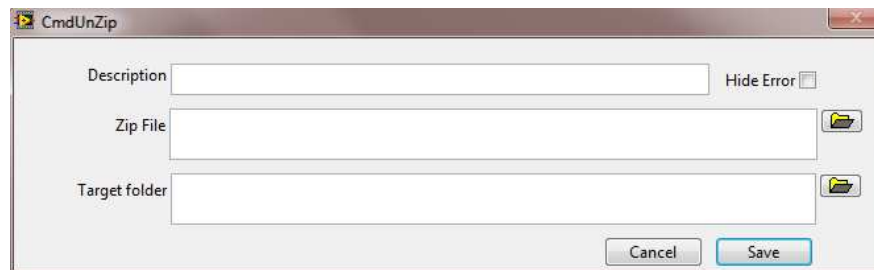 CmdUnZip
Description
Hide Error
Zip File
Target folder
Cancel Save